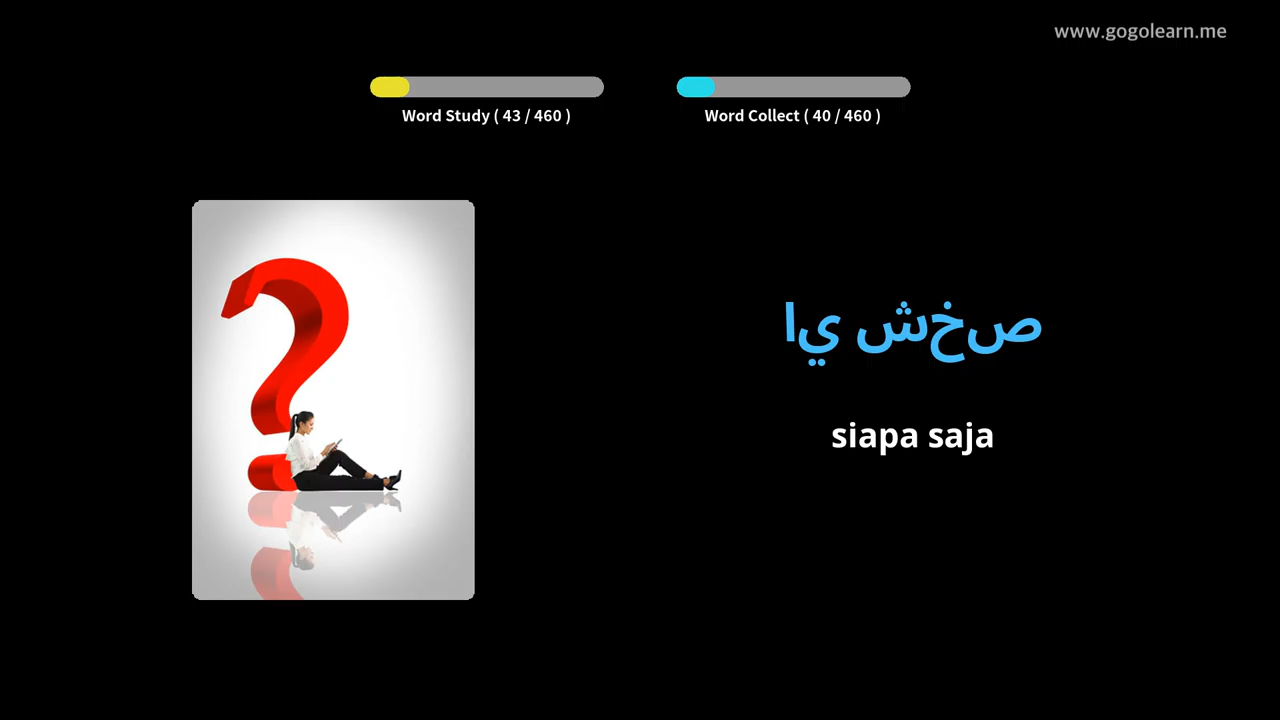 www.gogolearn.me
Word Study ( 43 / 460 )
Word Collect ( 40 / 460 )
اي شخص
siapa saja